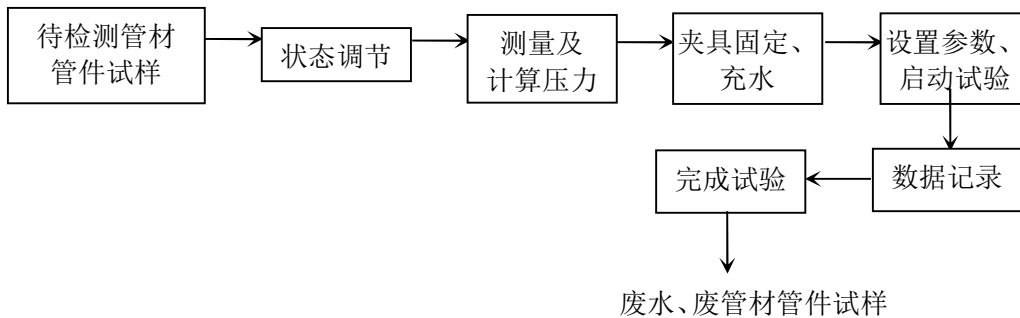 待检测管材
管件试样
状态调节
测量及
计算压力
夹具固定、
充水
设置参数、
启动试验
数据记录
完成试验
废水、废管材管件试样